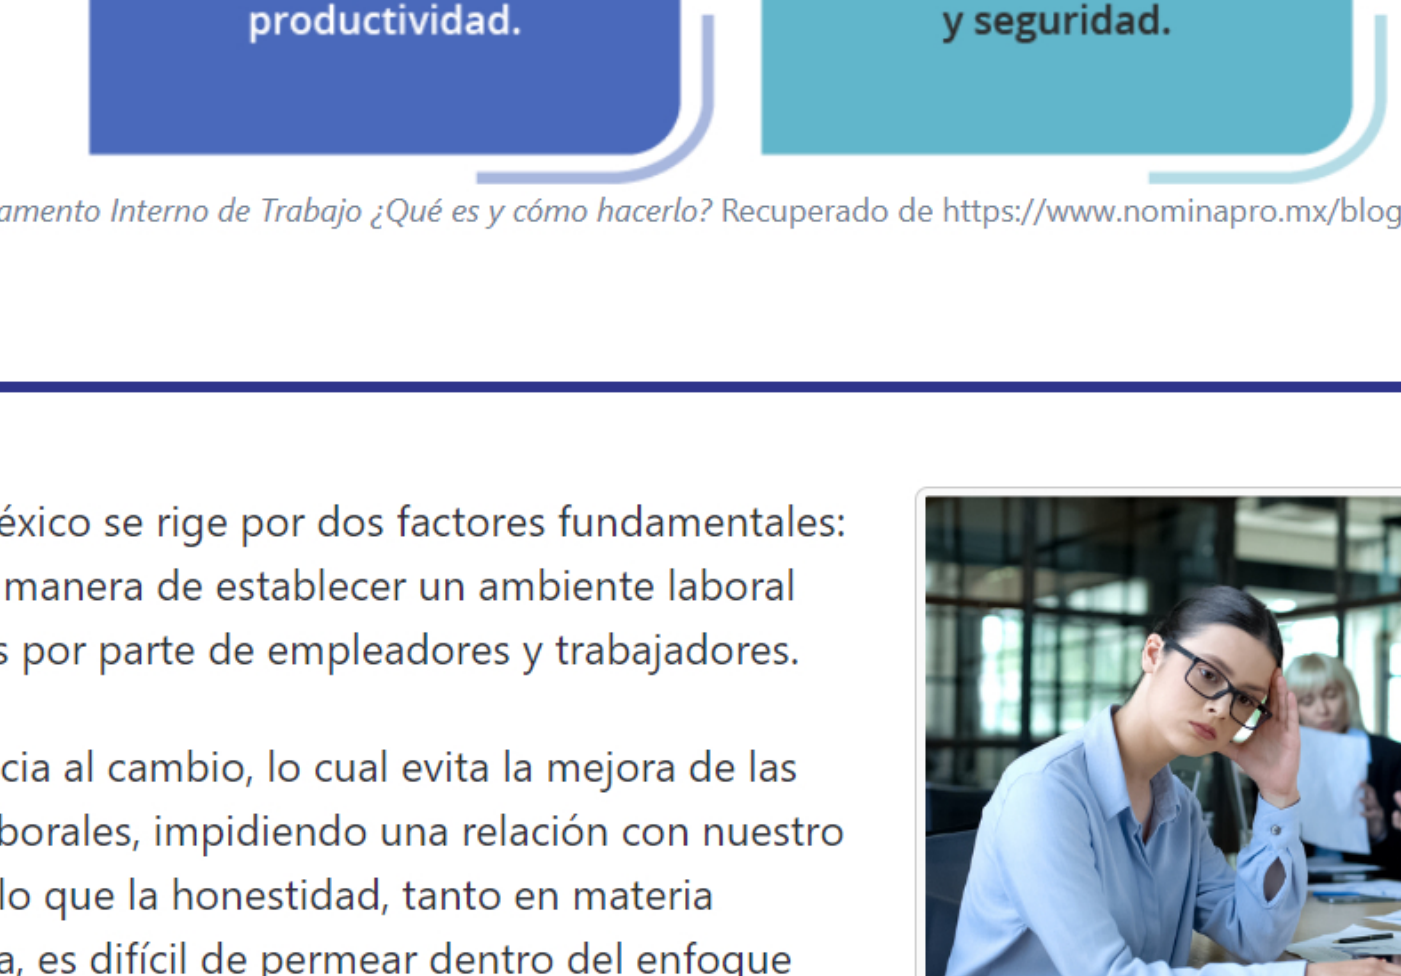 productividad.
y seguridad.
Interno de Trabajo ¿Qué es y cómo hacerlo? Recuperado de https://www.nominapro.mx/blog
éxico se rige por dos factores fundamentales:
manera de establecer un ambiente laboral
s por parte de empleadores y trabajadores.
cia al cambio, lo cual evita la mejora de las
borales, impidiendo una relación con nuestro
lo que la honestidad, tanto en materia
a, es difícil de permear dentro del enfoque